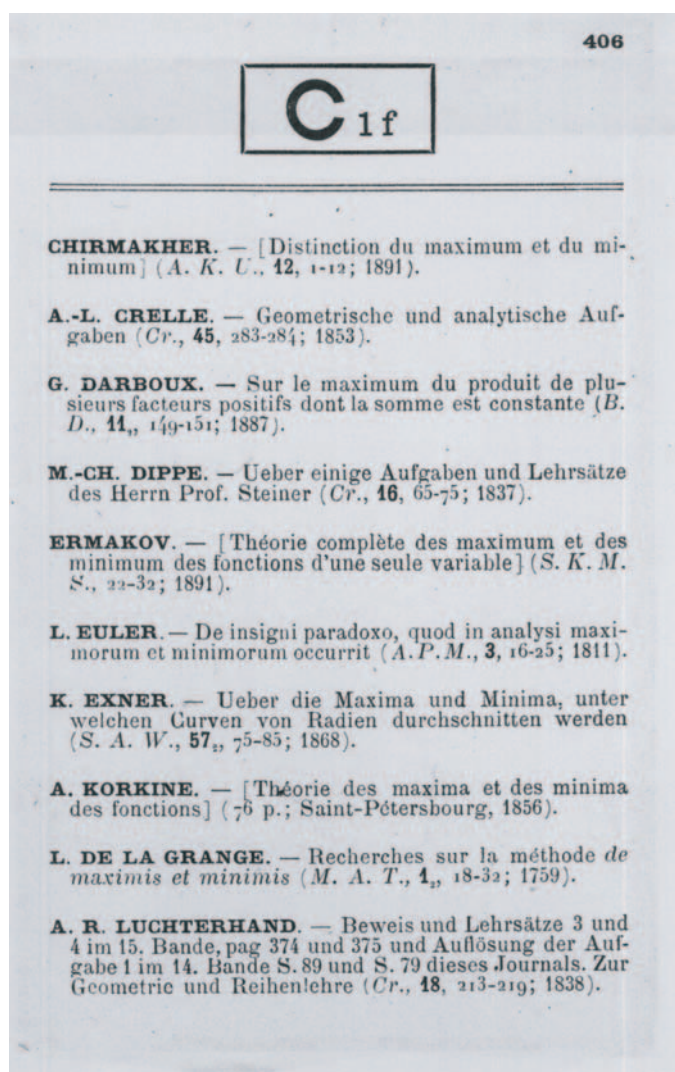 406
C 1 f
CHIRMAKHER. — [Distinction du maximum et du mi-
nimum] (A. K. U., 12, 1-12; 1891).
A.-L. CRELLE. — Geometrische und analytische Auf-
gaben (Cr., 45, 283-284; 1853).
G. DARBOUX. — Sur le maximum du produit de plu-
sieurs facteurs positifs dont la somme est constante (B.
D., 11₂, 149-151; 1887).
M.-CH. DIPPE. — Ueber einige Aufgaben und Lehrsätze
des Herrn Prof. Steiner (Cr., 16, 65-75; 1837).
ERMAKOV. — [Théorie complète des maximum et des
minimum des fonctions d'une seule variable] (S. K. M.
S., 22-32; 1891).
L. EULER. — De insigni paradoxo, quod in analysi maxi-
morum et minimorum occurrit (A.P.M., 3, 16-25; 1811).
K. EXNER. — Ueber die Maxima und Minima, unter
welchen Curven von Radien durchschnitten werden
(S. A. W., 57₂, 75-85; 1868).
A. KORKINE. — [Théorie des maxima et des minima
des fonctions] (76 p.; Saint-Pétersbourg, 1856).
L. DE LA GRANGE. — Recherches sur la méthode de
maximis et minimis (M. A. T., 1₂, 18-32; 1759).
A. R. LUCHTERHAND. — Beweis und Lehrsätze 3 und
4 im 15. Bande, pag 374 und 375 und Auflösung der Auf-
gabe 1 im 14. Bande S. 89 und S. 79 dieses Journals. Zur
Geometrie und Reihenlehre (Cr., 18, 213-219; 1838).